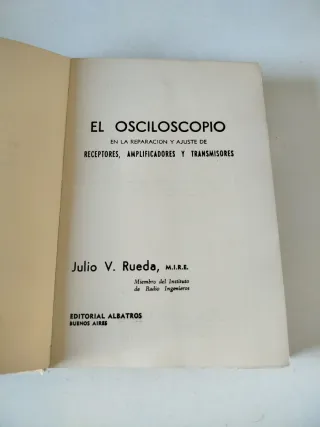 EL OSCILOSCOPIO
EN LA REPARACION Y AJUSTE DE
RECEPTORES, AMPLIFICADORES Y TRANSMISORES
Julio V. Rueda, M.I.R.E.
Miembro del Instituto
de Radio Ingenieros
EDITORIAL ALBATROS
BUENOS AIRES